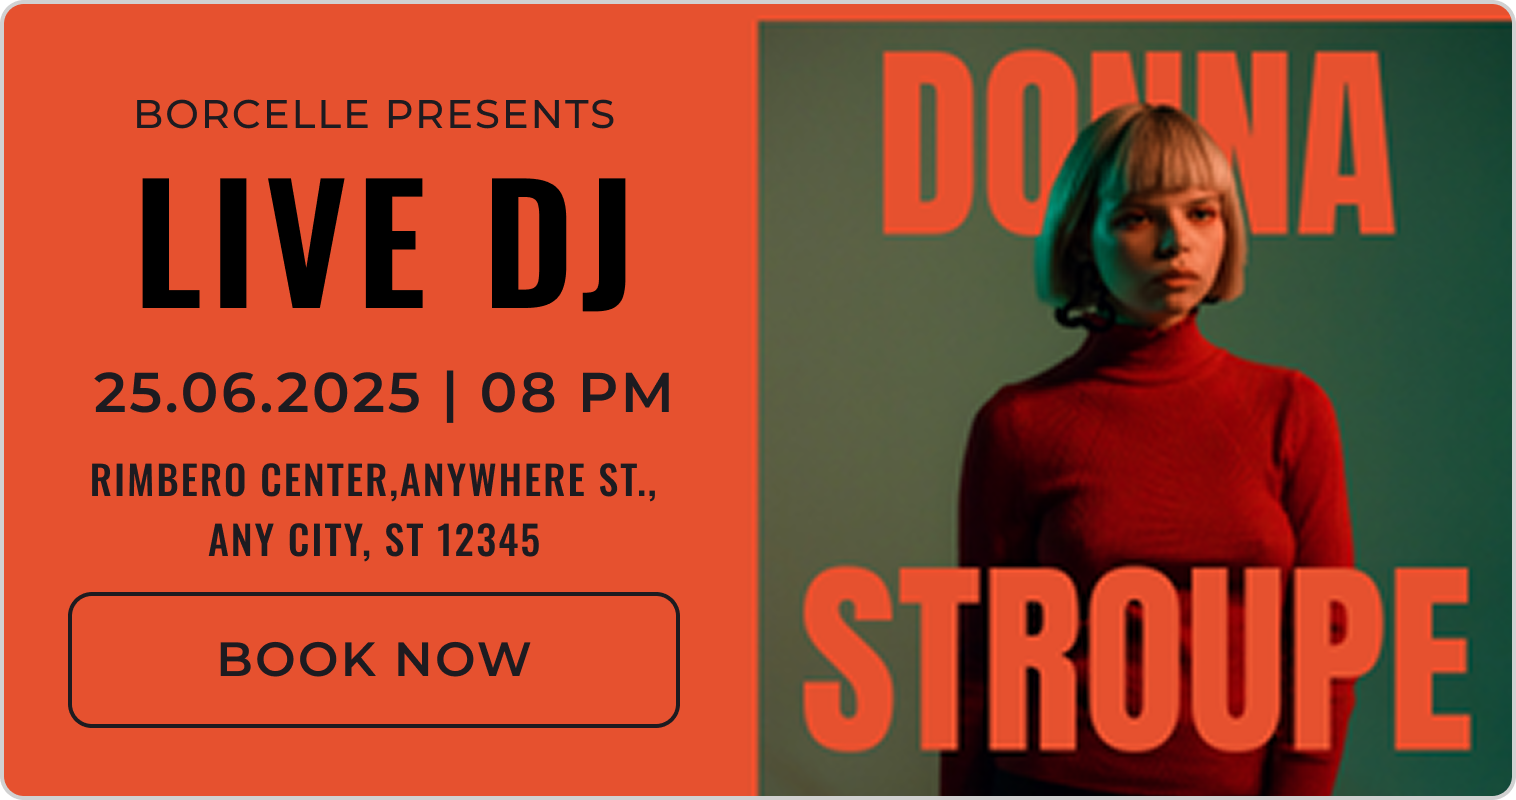 BORCELLE PRESENTS
LIVE DJ
25.06.2025 | 08 PM
RIMBERO CENTER,ANYWHERE ST.,
ANY CITY, ST 12345
BOOK NOW
DONNA
STROUPE